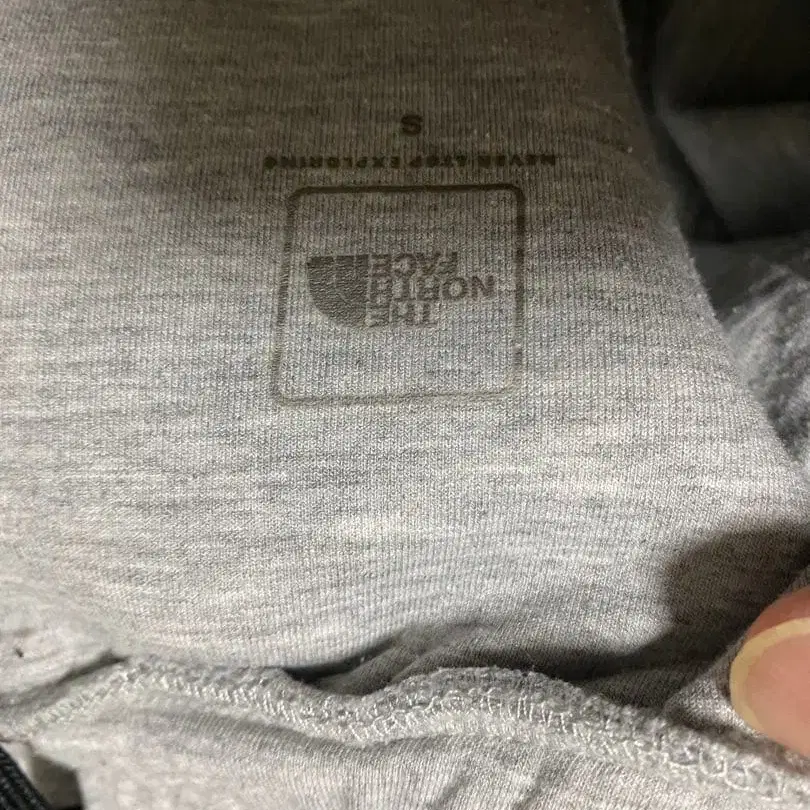 THE
NORTH
FACE
NEVER STOP EXPLORING
S